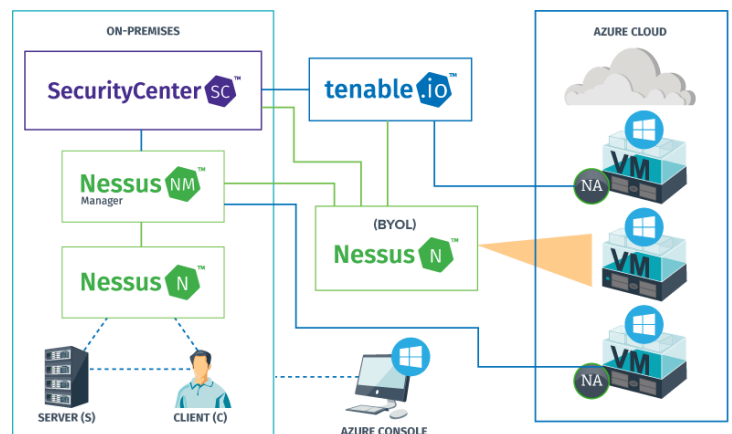 ON-PREMISES
SecurityCenter SC™
Nessus NM™
Manager
Nessus N™
SERVER (S)
CLIENT (C)
tenable.io™
(BYOL)
Nessus N™
AZURE CONSOLE
AZURE CLOUD
VM
NA
VM
VM
NA